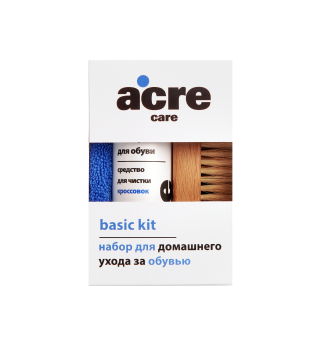 acre
care
для обуви
средство
для чистки
кроссовок
e
basic kit
набор для домашнего
ухода за обувью